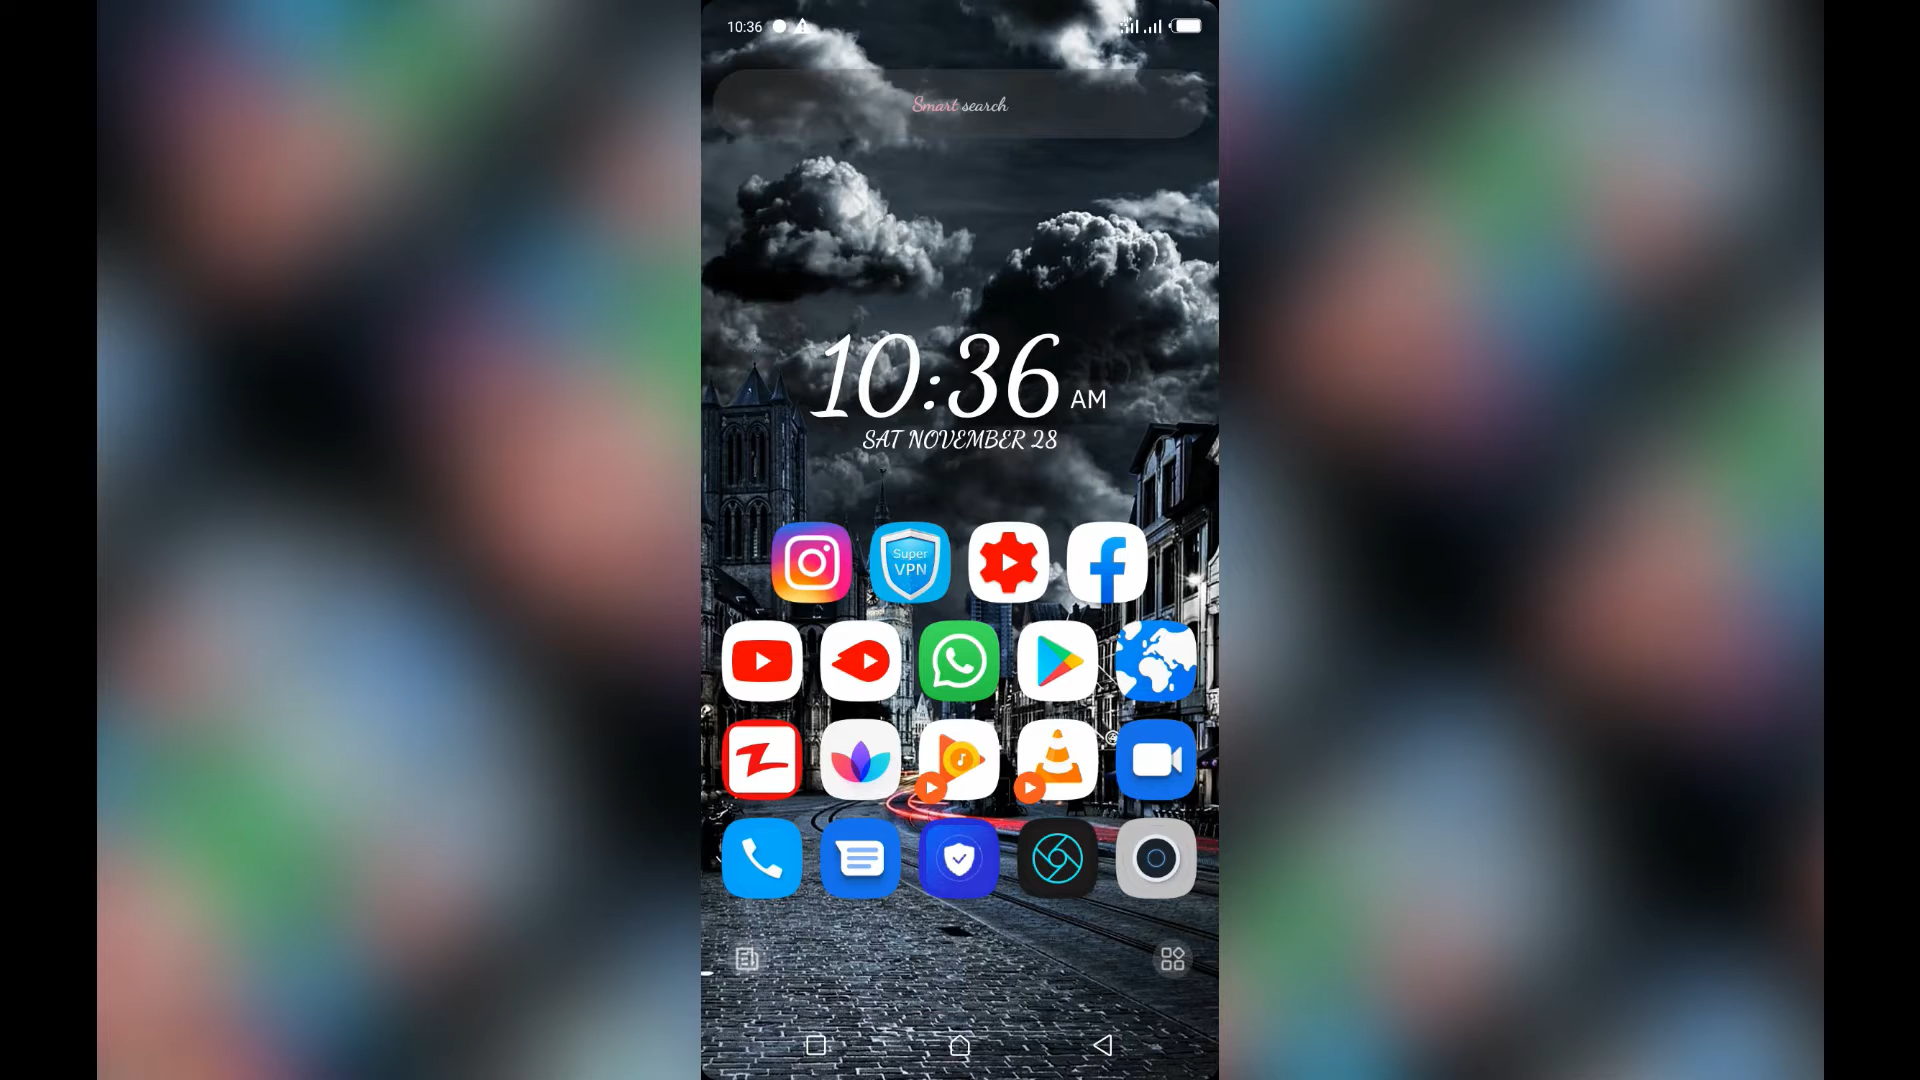 10:36
Smart search
10:36 AM
SAT NOVEMBER 28
Super
VPN